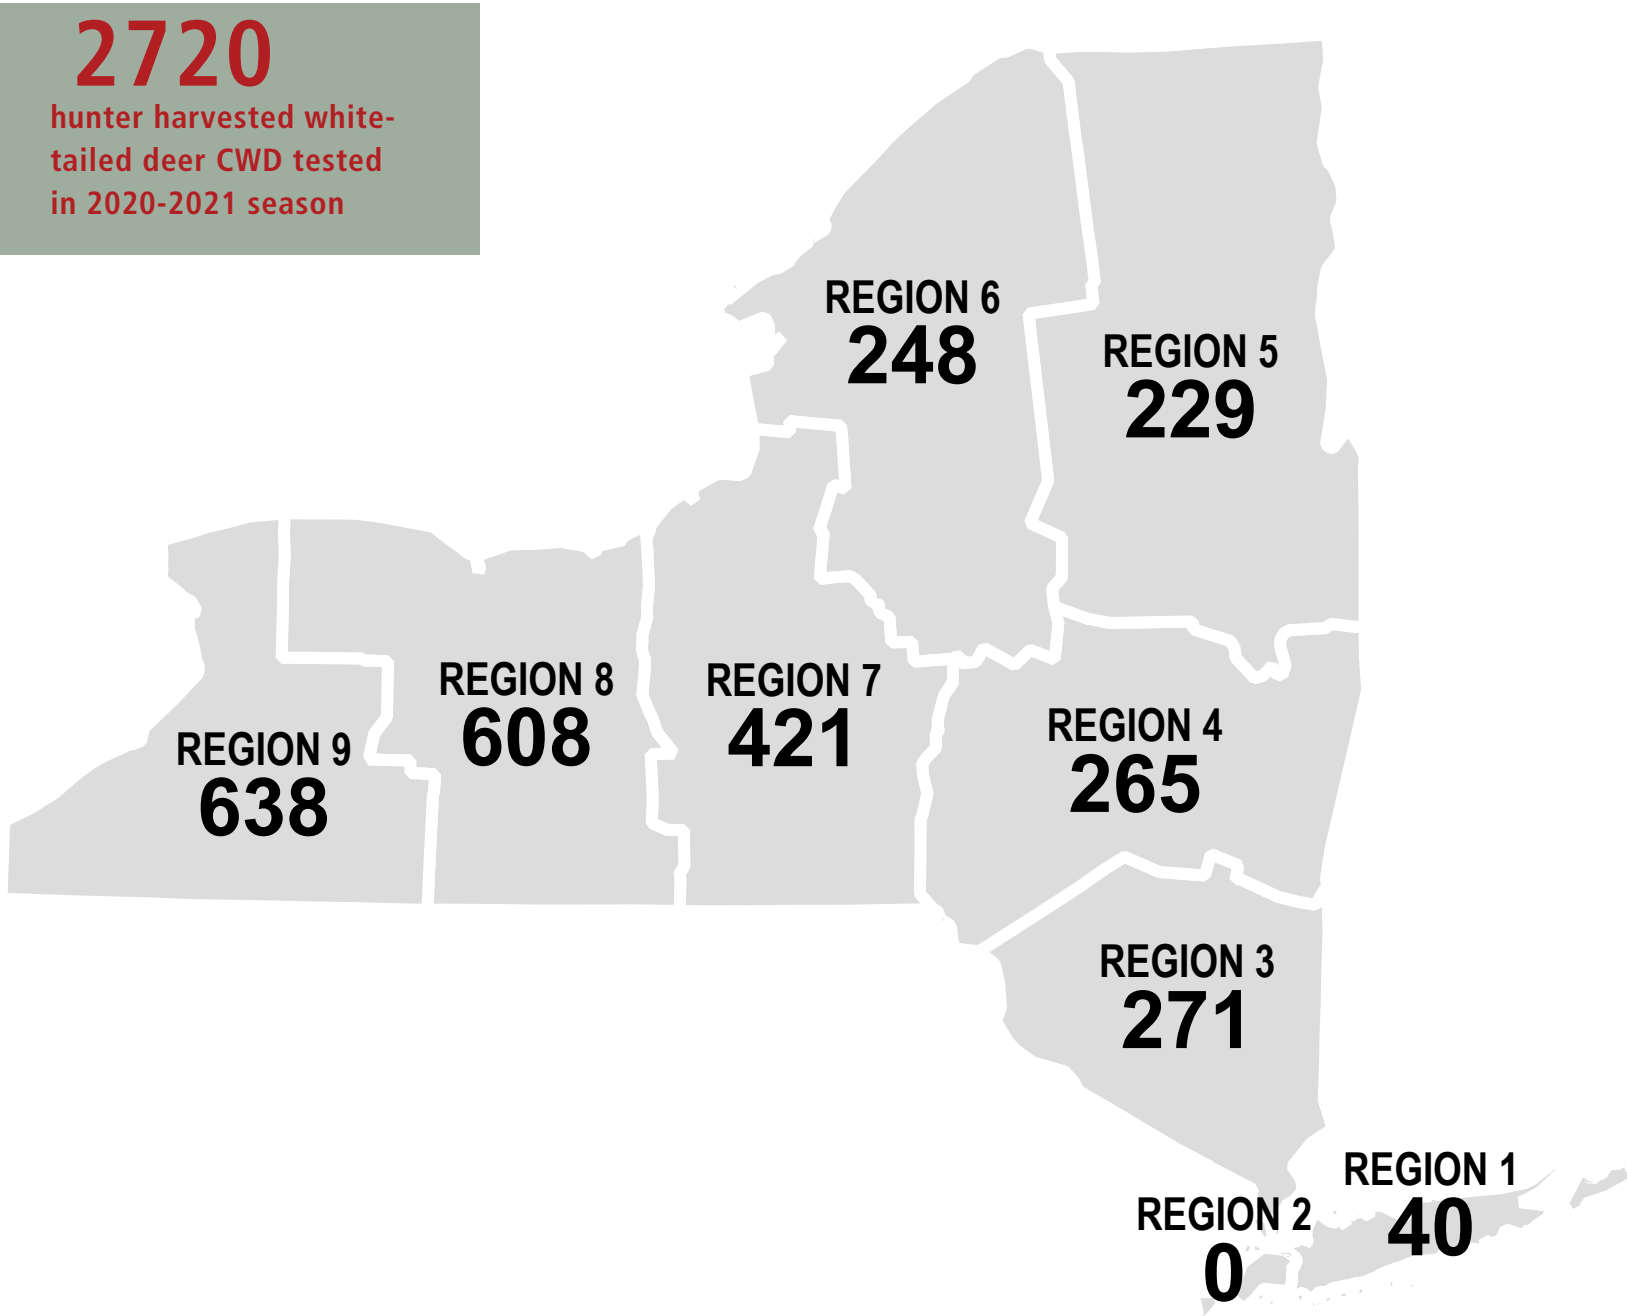 2720
hunter harvested white-
tailed deer CWD tested
in 2020-2021 season
REGION 6
248
REGION 5
229
REGION 8
608
REGION 7
421
REGION 9
638
REGION 4
265
REGION 3
271
REGION 1
40
REGION 2
0